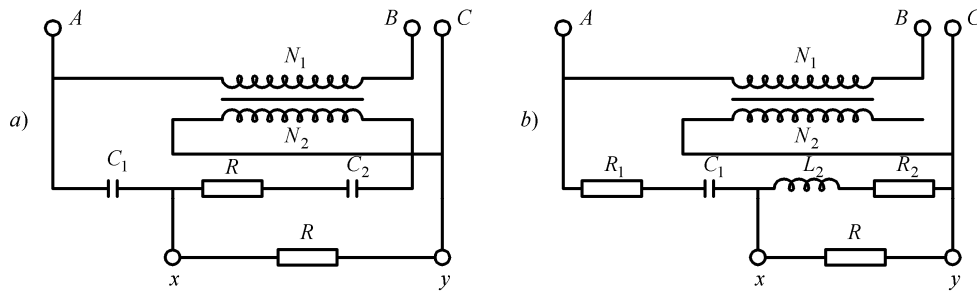 A B C
N₁
a) N₂
C₁ R C₂
R
x y
A B C
N₁
b) N₂
R₁ C₁ L₂ R₂
R
x y